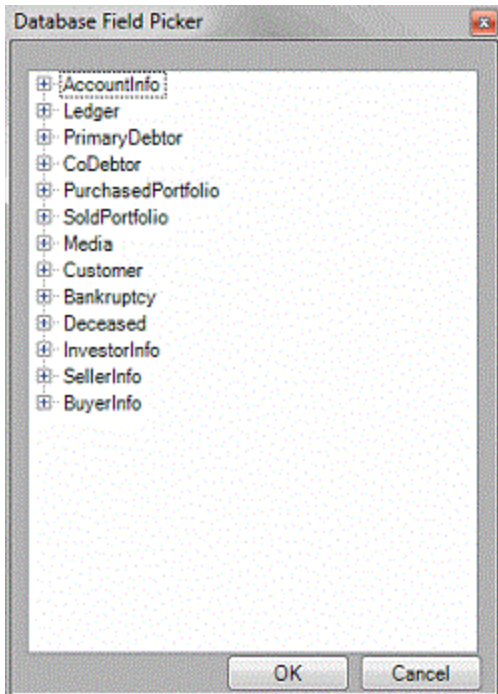 Database Field Picker
AccountInfo
Ledger
PrimaryDebtor
CoDebtor
PurchasedPortfolio
SoldPortfolio
Media
Customer
Bankruptcy
Deceased
InvestorInfo
SellerInfo
BuyerInfo
OK Cancel